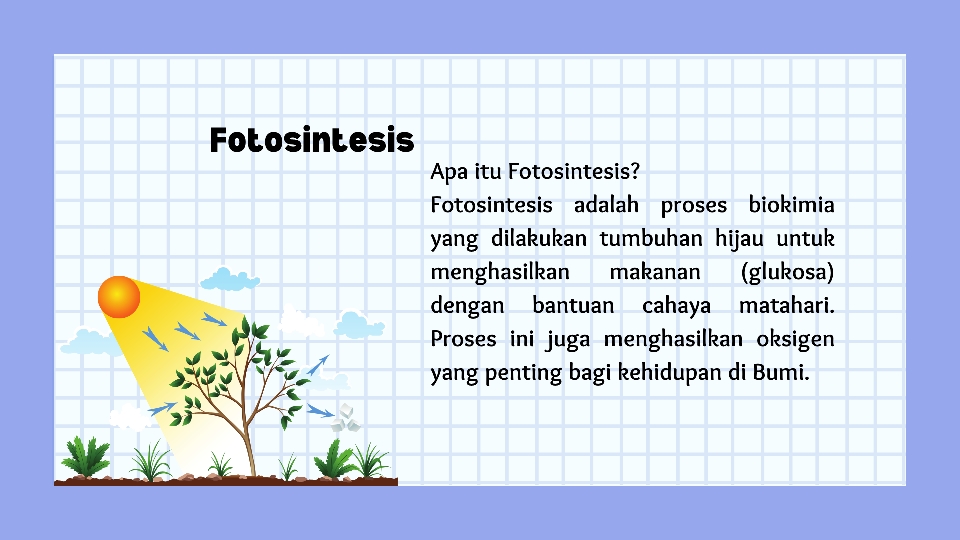 Fotosintesis
Apa itu Fotosintesis?
Fotosintesis adalah proses biokimia
yang dilakukan tumbuhan hijau untuk
menghasilkan makanan (glukosa)
dengan bantuan cahaya matahari.
Proses ini juga menghasilkan oksigen
yang penting bagi kehidupan di Bumi.